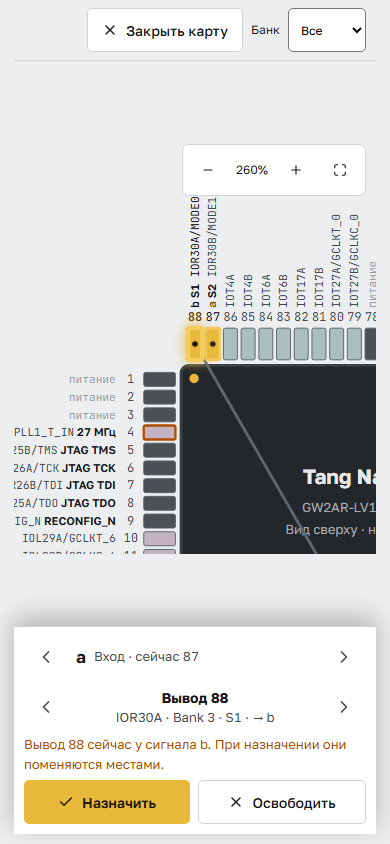 Закрыть карту Банк Все
260%
b S1 IOR30A/MODE0
a S2 IOR30B/MODE1
IOT4A
IOT4B
IOT6A
IOT6B
IOT17A
IOT17B
IOT27A/GCLKT_0
IOT27B/GCLKC_0
питание
88 87 86 85 84 83 82 81 80 79 78
питание 1
питание 2
питание 3
PLL1_T_IN 27 МГц 4
25B/TMS JTAG TMS 5
26A/TCK JTAG TCK 6
26B/TDI JTAG TDI 7
25A/TDO JTAG TDO 8
IG_N RECONFIG_N 9
IOL29A/GCLKT_6 10
11
Tang Na
GW2AR-LV1
Вид сверху · н
a Вход · сейчас 87
Вывод 88
IOR30A · Bank 3 · S1 · → b
Вывод 88 сейчас у сигнала b. При назначении они
поменяются местами.
Назначить Освободить